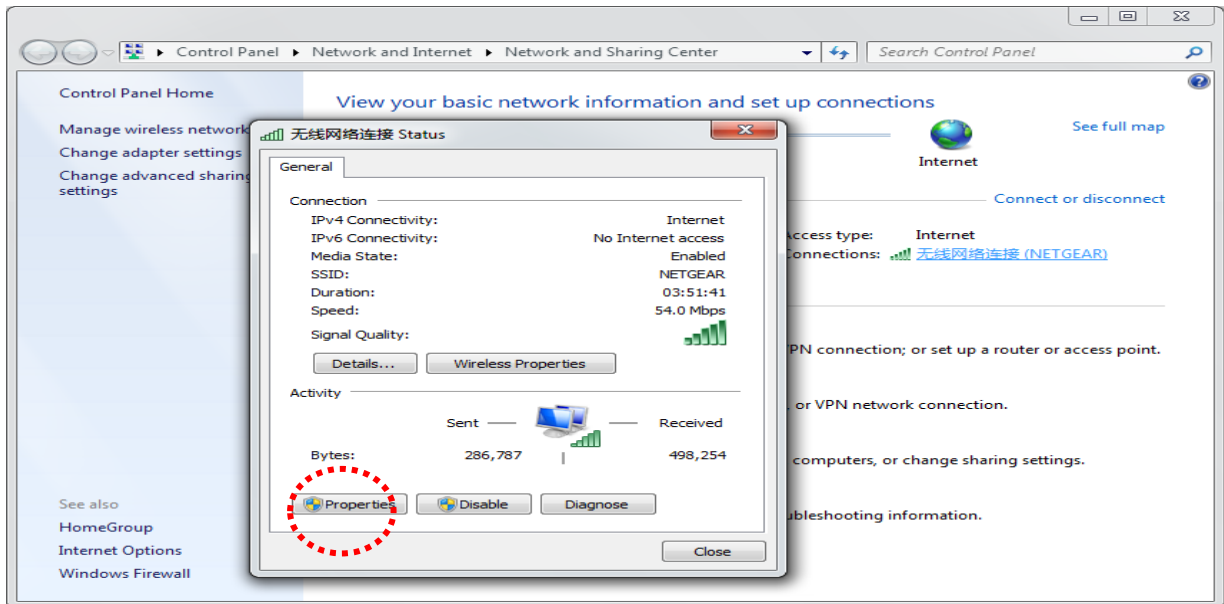 Control Panel ▸ Network and Internet ▸ Network and Sharing Center
Search Control Panel
Control Panel Home
Manage wireless network
Change adapter settings
Change advanced sharing
settings
See also
HomeGroup
Internet Options
Windows Firewall
View your basic network information and set up connections
See full map
Internet
Connect or disconnect
Access type: Internet
Connections: 无线网络连接 (NETGEAR)
VPN connection; or set up a router or access point.
, or VPN network connection.
computers, or change sharing settings.
ubleshooting information.
无线网络连接 Status
General
Connection
IPv4 Connectivity: Internet
IPv6 Connectivity: No Internet access
Media State: Enabled
SSID: NETGEAR
Duration: 03:51:41
Speed: 54.0 Mbps
Signal Quality:
Details... Wireless Properties
Activity
Sent Received
Bytes: 286,787 498,254
Properties Disable Diagnose
Close